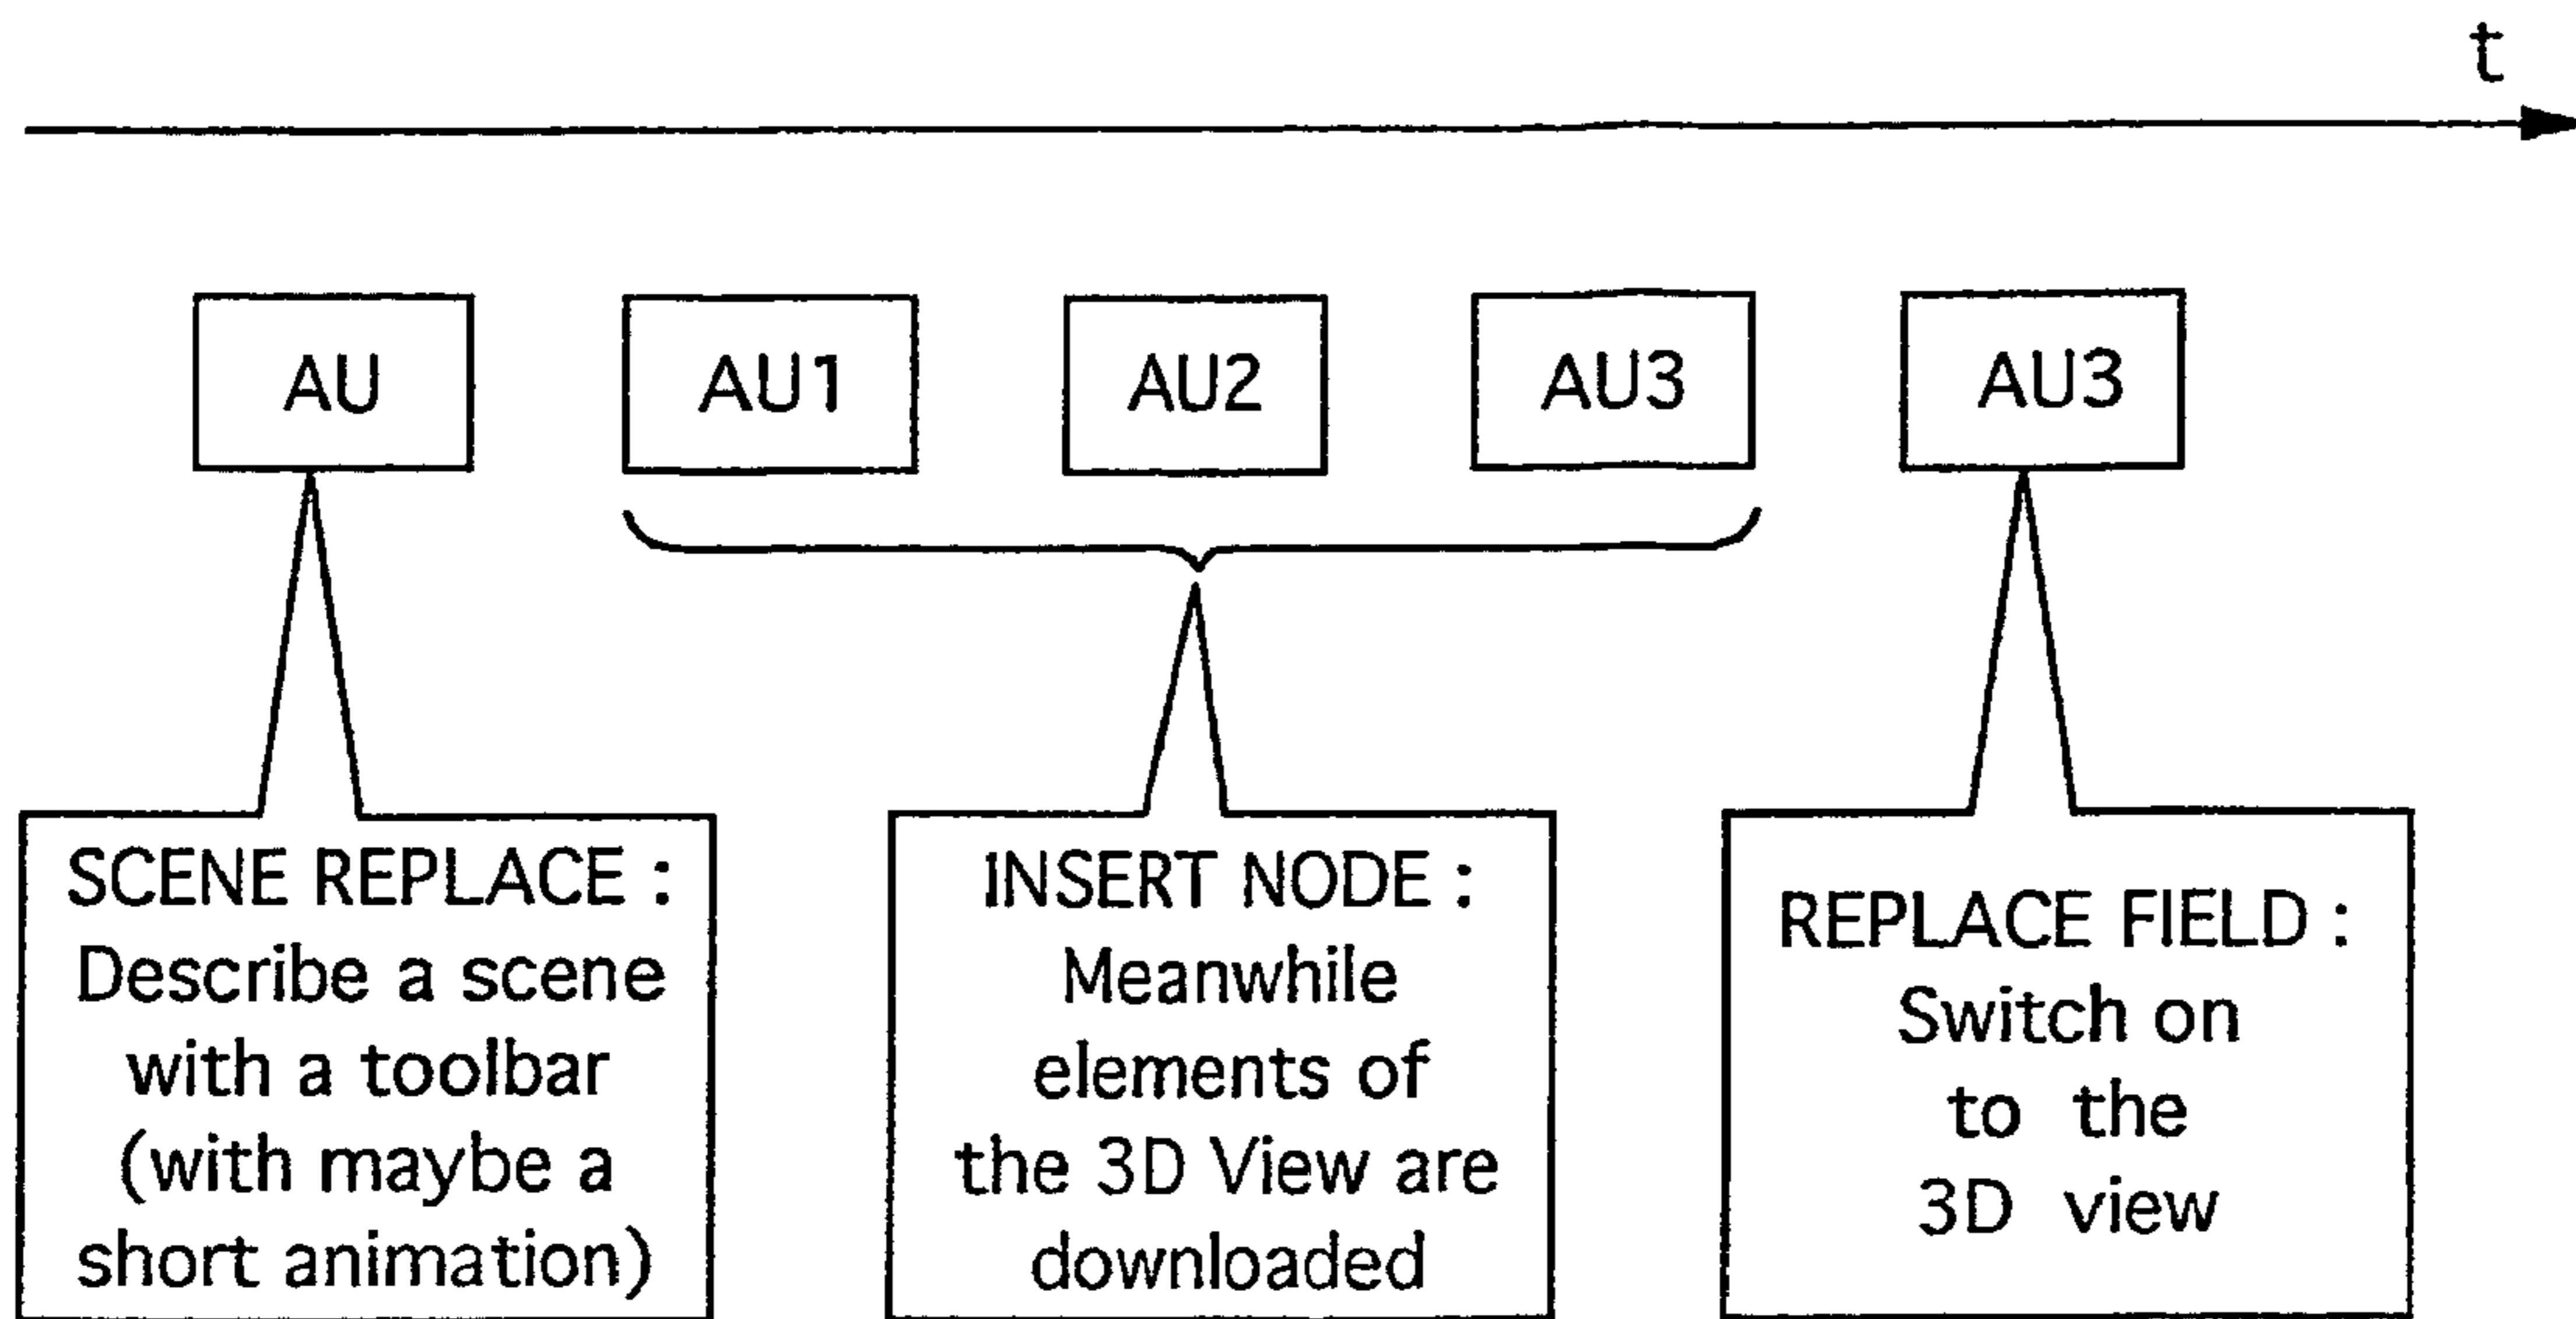 t
AU
AU1
AU2
AU3
AU3
SCENE REPLACE :
Describe a scene
with a toolbar
(with maybe a
short animation)
INSERT NODE :
Meanwhile
elements of
the 3D View are
downloaded
REPLACE FIELD :
Switch on
to the
3D view